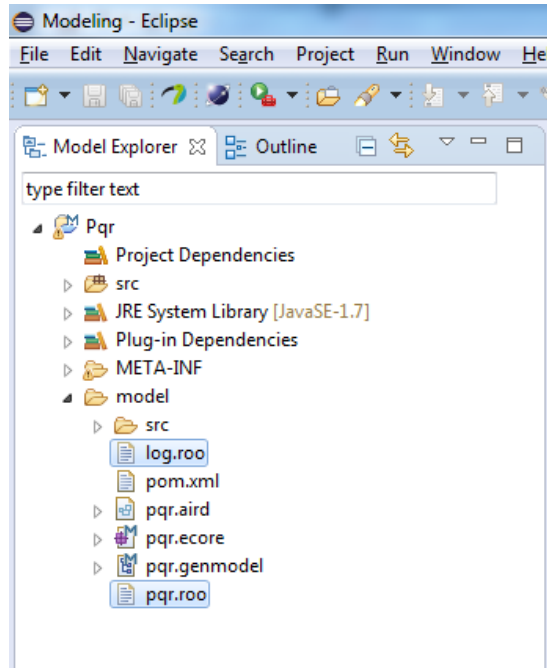 Modeling - Eclipse
File Edit Navigate Search Project Run Window He
Model Explorer Outline
type filter text
Pqr
Project Dependencies
src
JRE System Library [JavaSE-1.7]
Plug-in Dependencies
META-INF
model
src
log.roo
pom.xml
pqr.aird
pqr.ecore
pqr.genmodel
pqr.roo